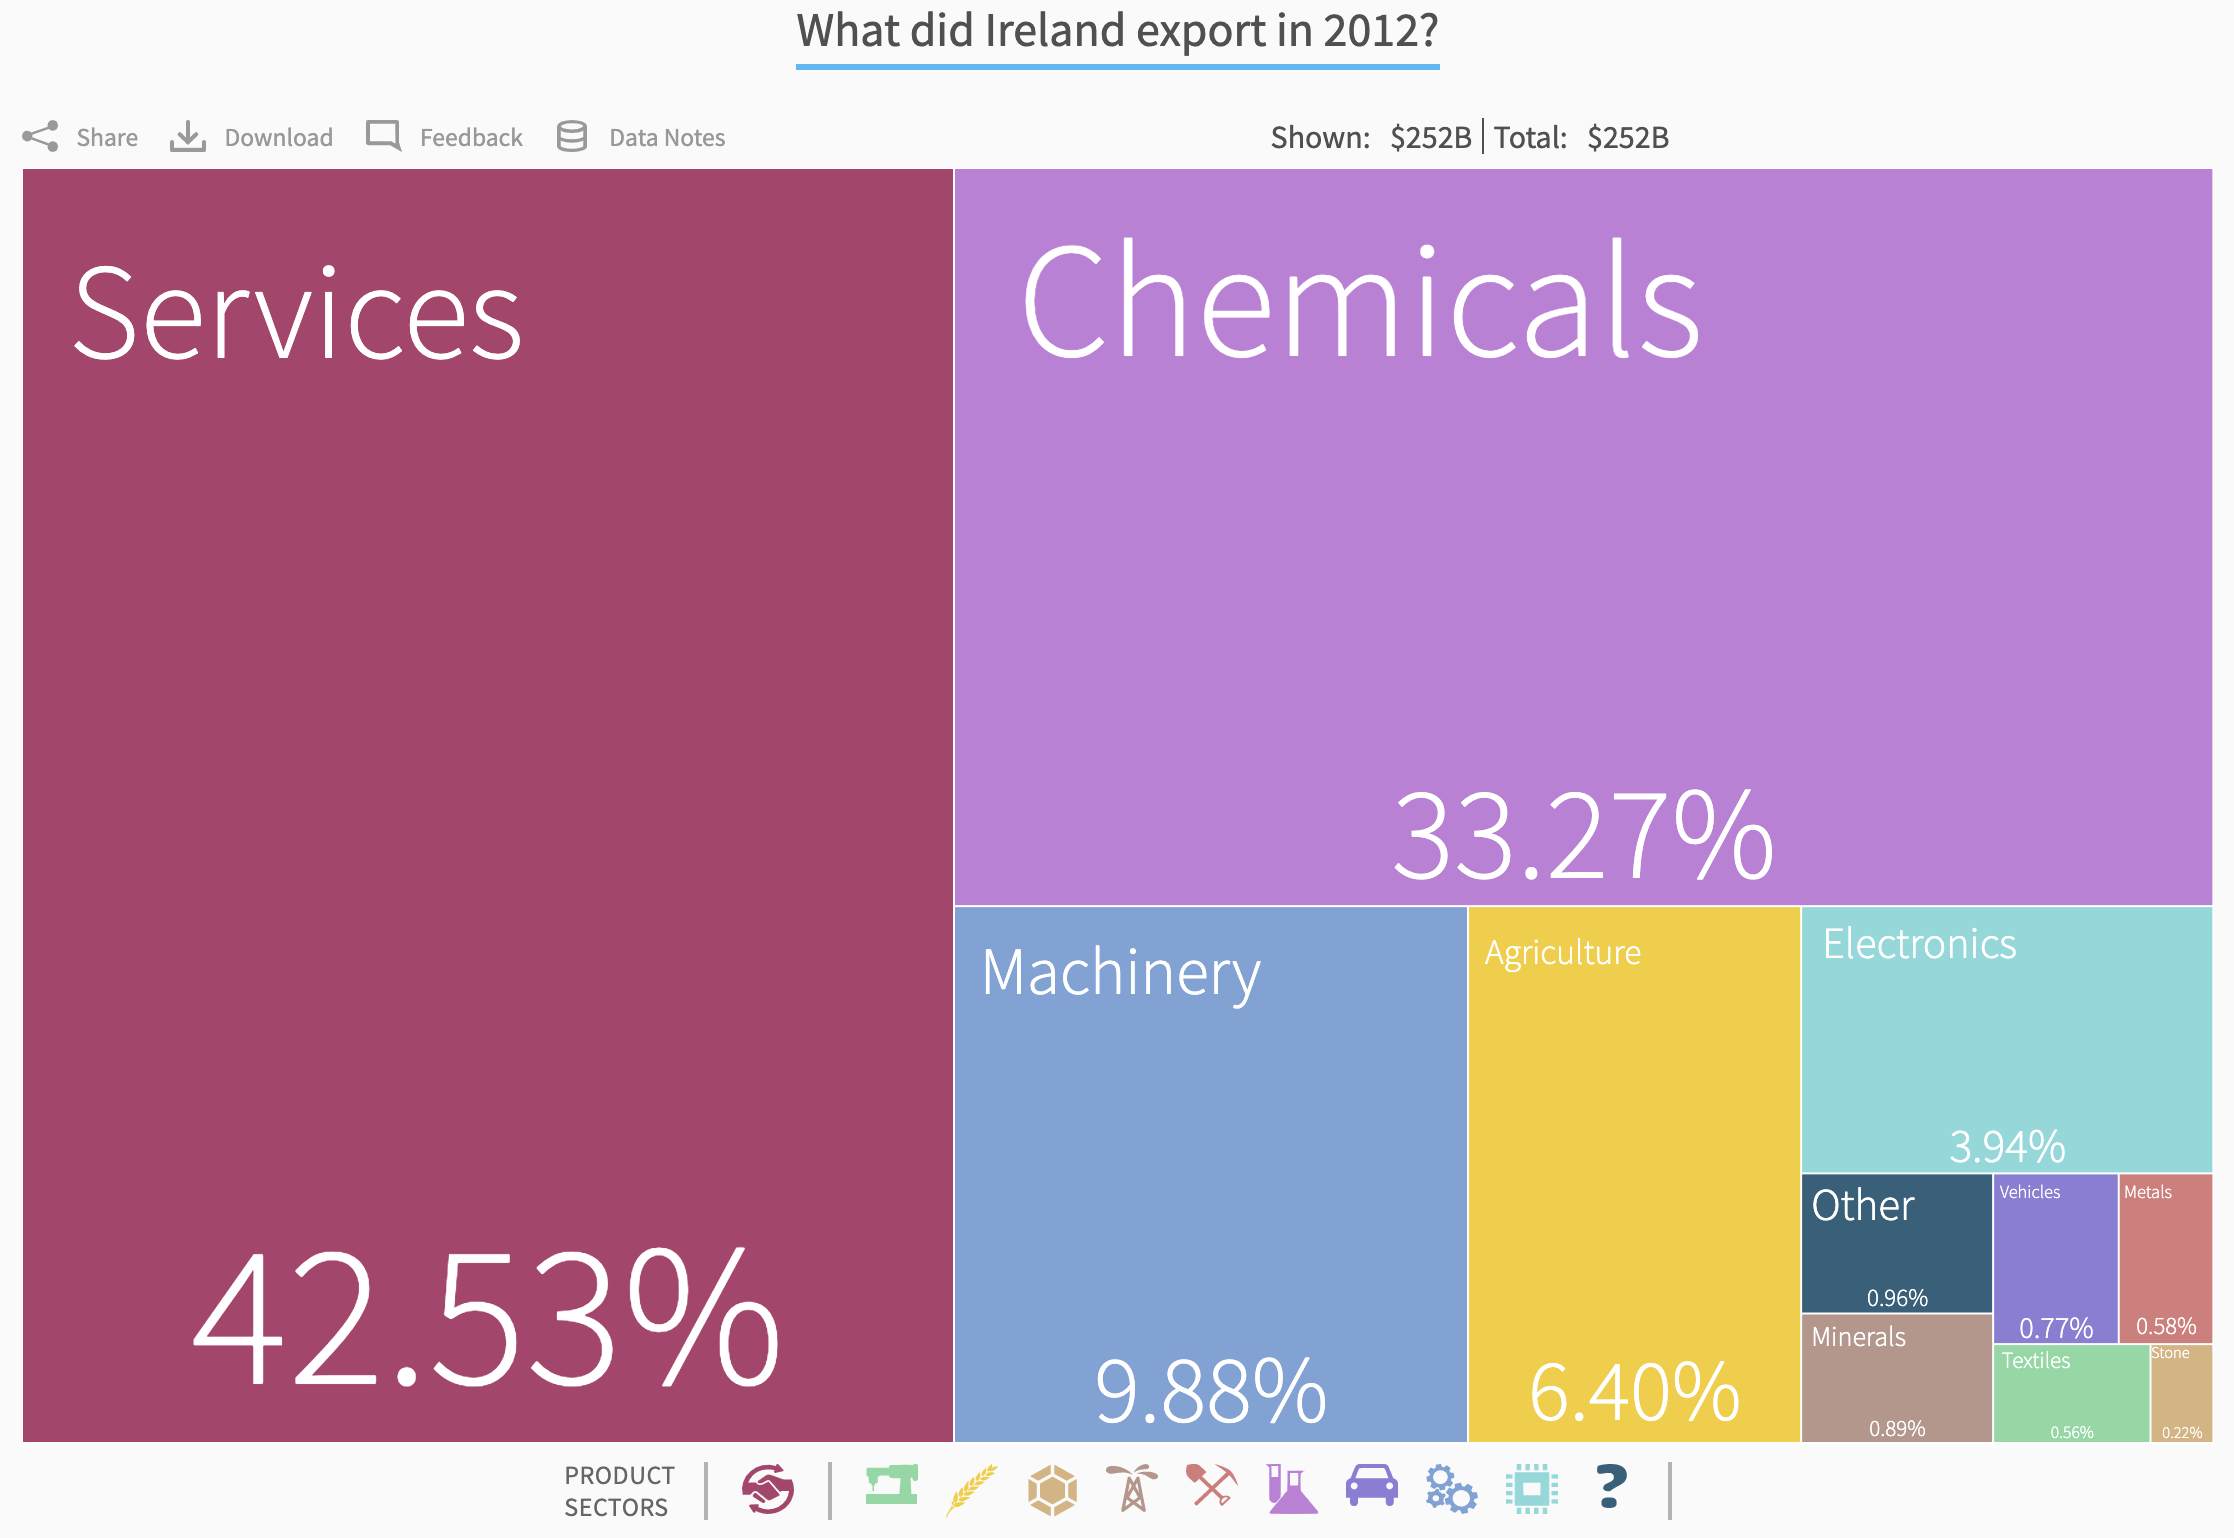 What did Ireland export in 2012?
Share Download Feedback Data Notes Shown: $252B Total: $252B
Services
42.53%
Chemicals
33.27%
Machinery
9.88%
Agriculture
6.40%
Electronics
3.94%
Other
0.96%
Vehicles
0.77%
Metals
0.58%
Minerals
0.89%
Textiles
0.56%
Stone
0.22%
PRODUCT
SECTORS
?